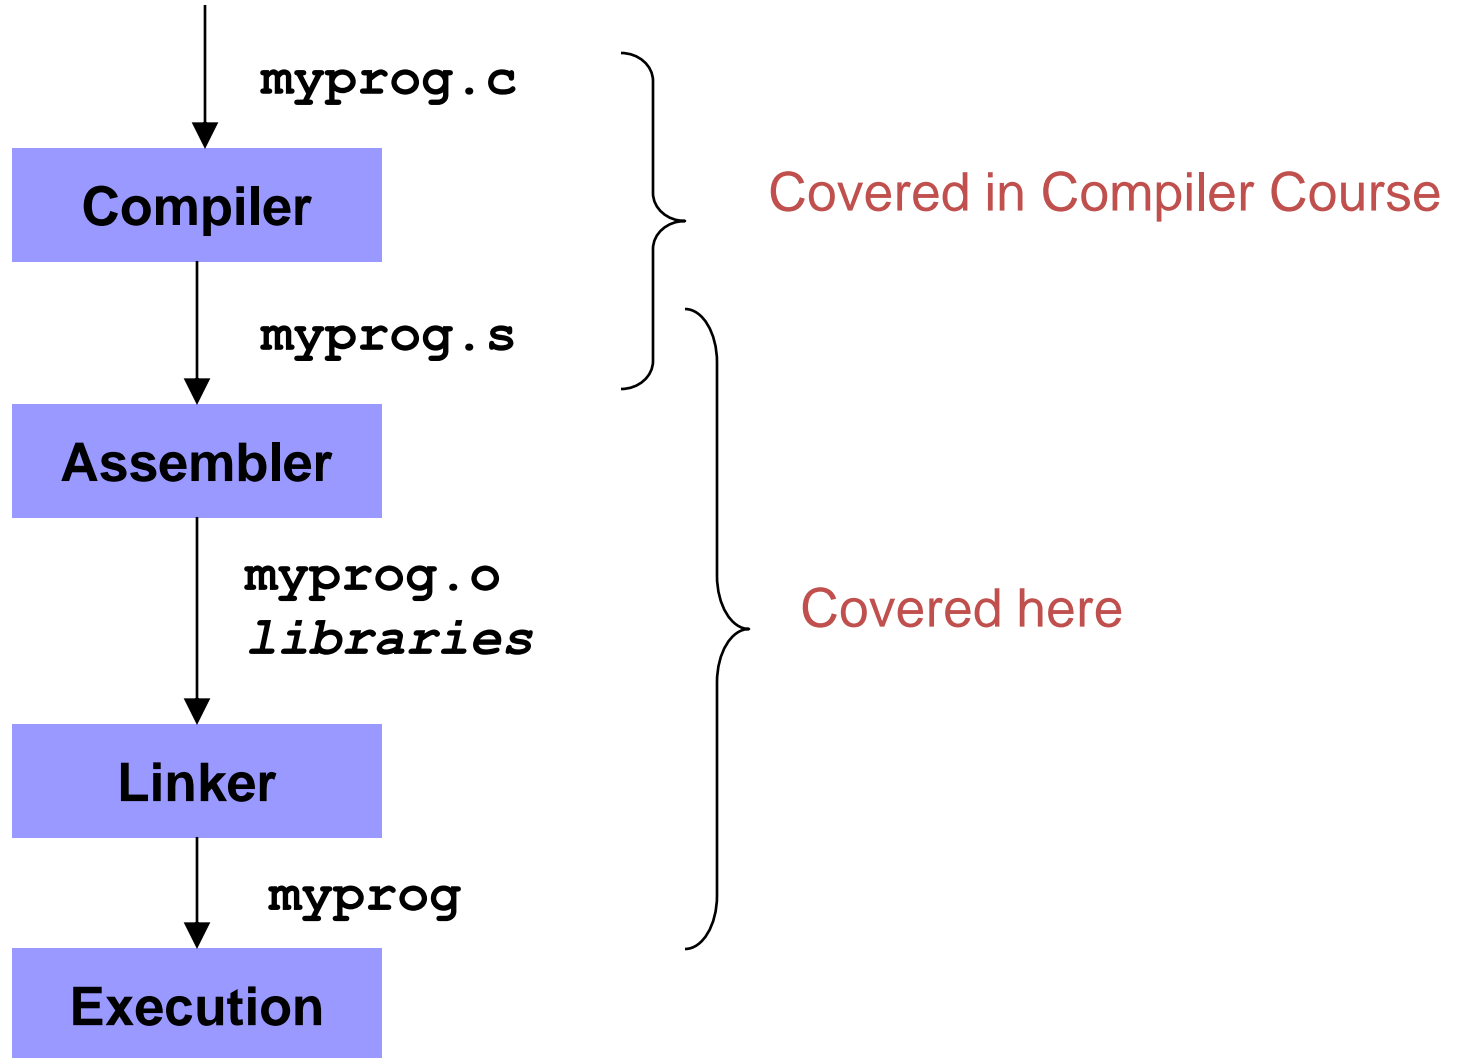 myprog.c
Compiler
Covered in Compiler Course
myprog.s
Assembler
myprog.o
libraries
Covered here
Linker
myprog
Execution